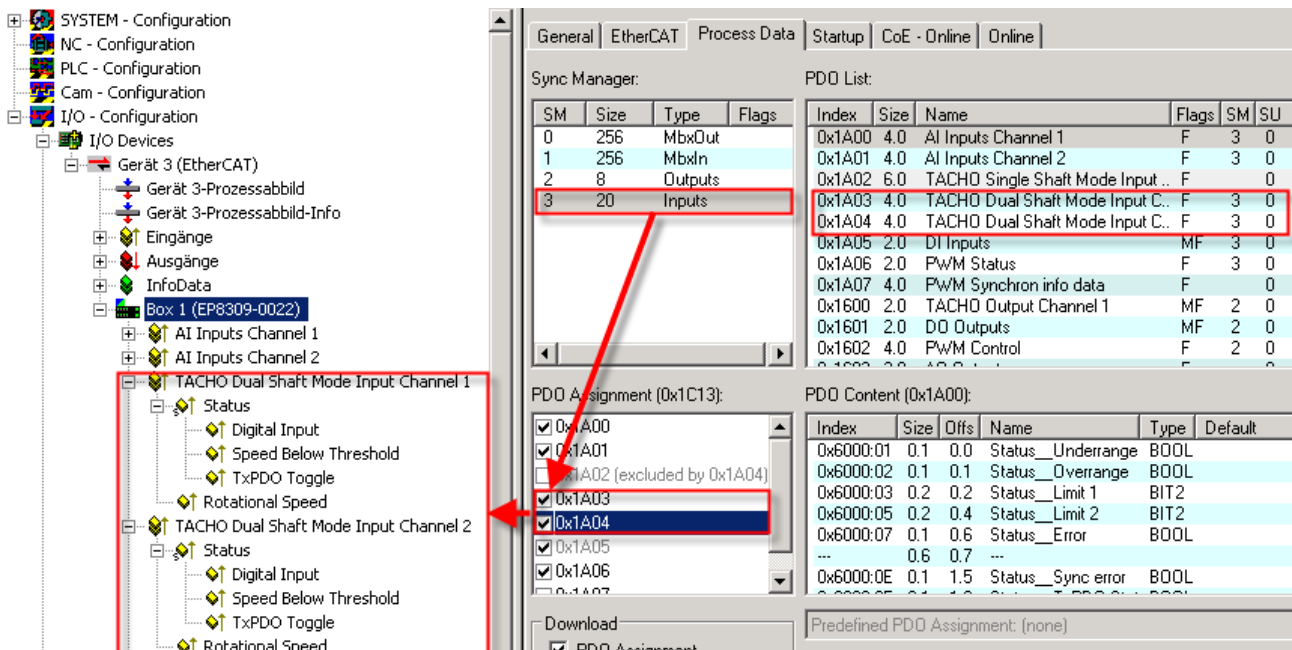 SYSTEM - Configuration
NC - Configuration
PLC - Configuration
Cam - Configuration
I/O - Configuration
I/O Devices
Gerät 3 (EtherCAT)
Gerät 3-Prozessabbild
Gerät 3-Prozessabbild-Info
Eingänge
Ausgänge
InfoData
Box 1 (EP8309-0022)
AI Inputs Channel 1
AI Inputs Channel 2
TACHO Dual Shaft Mode Input Channel 1
Status
Digital Input
Speed Below Threshold
TxPDO Toggle
Rotational Speed
TACHO Dual Shaft Mode Input Channel 2
Status
Digital Input
Speed Below Threshold
TxPDO Toggle
Rotational Speed
General EtherCAT Process Data Startup CoE - Online Online
Sync Manager:
SM Size Type Flags
0 256 MbxOut
1 256 MbxIn
2 8 Outputs
3 20 Inputs
PDO List:
Index Size Name Flags SM SU
0x1A00 4.0 AI Inputs Channel 1 F 3 0
0x1A01 4.0 AI Inputs Channel 2 F 3 0
0x1A02 6.0 TACHO Single Shaft Mode Input .. F 0
0x1A03 4.0 TACHO Dual Shaft Mode Input C.. F 3 0
0x1A04 4.0 TACHO Dual Shaft Mode Input C.. F 3 0
0x1A05 2.0 DI Inputs MF 3 0
0x1A06 2.0 PWM Status F 3 0
0x1A07 4.0 PWM Synchron info data F 0
0x1600 2.0 TACHO Output Channel 1 MF 2 0
0x1601 2.0 DO Outputs MF 2 0
0x1602 4.0 PWM Control F 2 0
PDO Assignment (0x1C13):
0x1A00
0x1A01
0x1A02 (excluded by 0x1A04)
0x1A03
0x1A04
0x1A05
0x1A06
0x1A07
Download
PDO Assignment
PDO Content (0x1A00):
Index Size Offs Name Type Default
0x6000:01 0.1 0.0 Status__Underrange BOOL
0x6000:02 0.1 0.1 Status__Overrange BOOL
0x6000:03 0.2 0.2 Status__Limit 1 BIT2
0x6000:05 0.2 0.4 Status__Limit 2 BIT2
0x6000:07 0.1 0.6 Status__Error BOOL
--- 0.6 0.7 ---
0x6000:0E 0.1 1.5 Status__Sync error BOOL
Predefined PDO Assignment: (none)